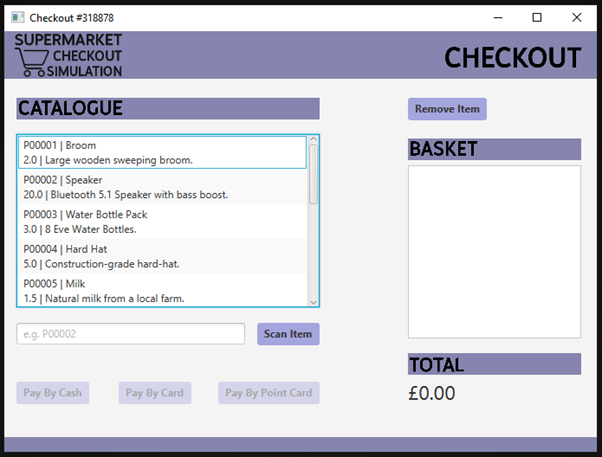 Checkout #318878
SUPERMARKET
CHECKOUT
SIMULATION
CHECKOUT
CATALOGUE
P00001 | Broom
2.0 | Large wooden sweeping broom.
P00002 | Speaker
20.0 | Bluetooth 5.1 Speaker with bass boost.
P00003 | Water Bottle Pack
3.0 | 8 Eve Water Bottles.
P00004 | Hard Hat
5.0 | Construction-grade hard-hat.
P00005 | Milk
1.5 | Natural milk from a local farm.
e.g. P00002
Scan Item
Pay By Cash
Pay By Card
Pay By Point Card
Remove Item
BASKET
TOTAL
£0.00